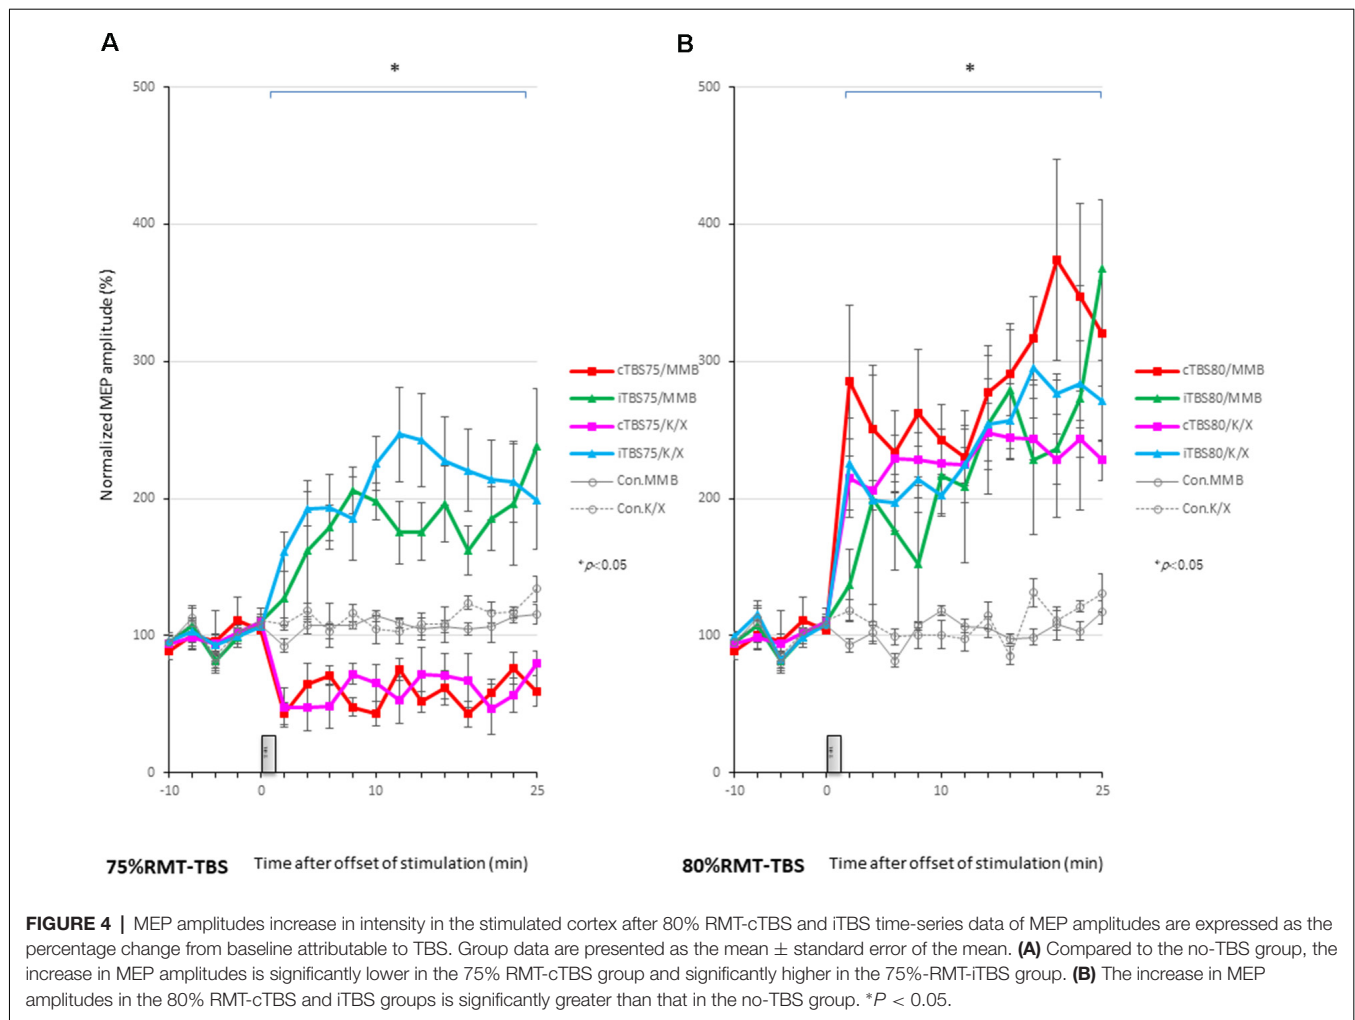 A
B
*
*
500
400
300
200
100
0
Normalized MEP amplitude (%)
-10
0
10
25
cTBS75/MMB
iTBS75/MMB
cTBS75/K/X
iTBS75/K/X
Con.MMB
Con.K/X
*p<0.05
75%RMT-TBS
Time after offset of stimulation (min)
500
400
300
200
100
0
-10
0
10
25
cTBS80/MMB
iTBS80/MMB
cTBS80/K/X
iTBS80/K/X
Con.MMB
Con.K/X
*p<0.05
80%RMT-TBS
Time after offset of stimulation (min)
FIGURE 4 | MEP amplitudes increase in intensity in the stimulated cortex after 80% RMT-cTBS and iTBS time-series data of MEP amplitudes are expressed as the
percentage change from baseline attributable to TBS. Group data are presented as the mean ± standard error of the mean. (A) Compared to the no-TBS group, the
increase in MEP amplitudes is significantly lower in the 75% RMT-cTBS group and significantly higher in the 75%-RMT-iTBS group. (B) The increase in MEP
amplitudes in the 80% RMT-cTBS and iTBS groups is significantly greater than that in the no-TBS group. *P < 0.05.